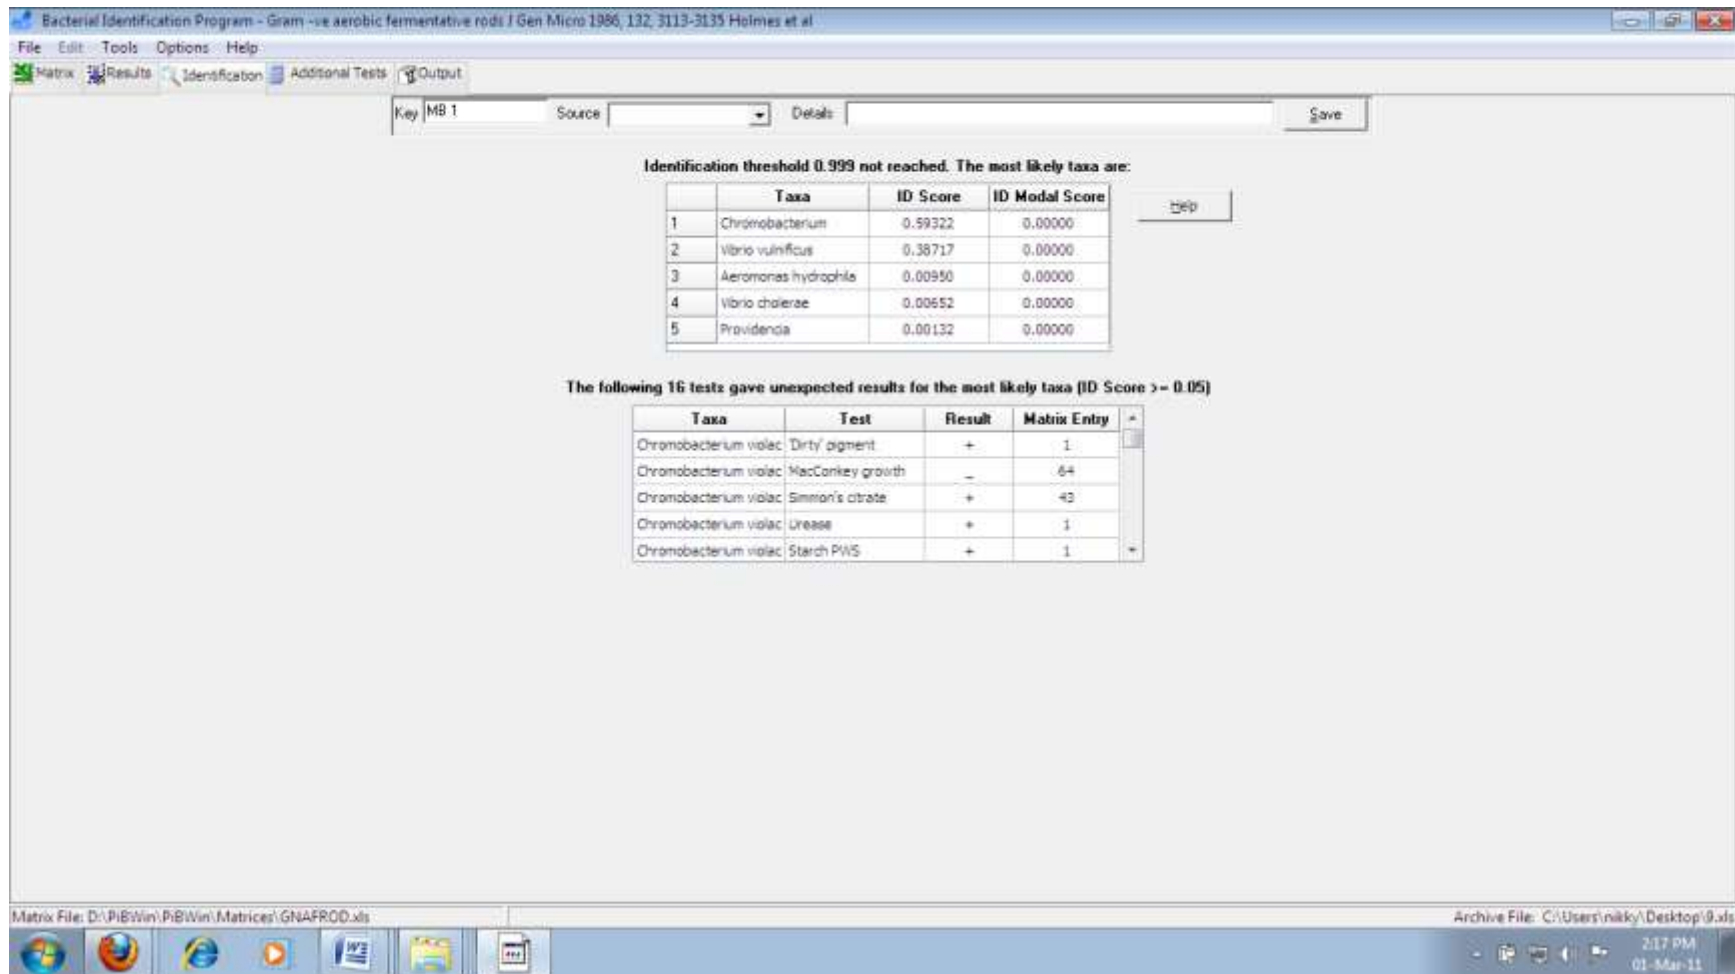 Bacterial Identification Program - Gram -ve aerobic fermentative rods J Gen Micro 1986, 132, 3113-3135 Holmes et al
File Edit Tools Options Help
Matrix Results Identification Additional Tests Output
Key MB 1 Source Details Save
Identification threshold 0.999 not reached. The most likely taxa are:
Taxa ID Score ID Modal Score
Help
1 Chromobacterium 0.59322 0.00000
2 Vibrio vulnificus 0.38717 0.00000
3 Aeromonas hydrophila 0.00950 0.00000
4 Vibrio cholerae 0.00652 0.00000
5 Providencia 0.00132 0.00000
The following 16 tests gave unexpected results for the most likely taxa (ID Score >= 0.05)
Taxa Test Result Matrix Entry
Chromobacterium violac 'Dirty' pigment + 1
Chromobacterium violac MacConkey growth _ 64
Chromobacterium violac Simmon's citrate + 43
Chromobacterium violac Urease + 1
Chromobacterium violac Starch PWS + 1
Matrix File: D:\PiBWin\PiBWin\Matrices\GNAFROD.xls Archive File: C:\Users\nikky\Desktop\9.xls
2:17 PM
01-Mar-11